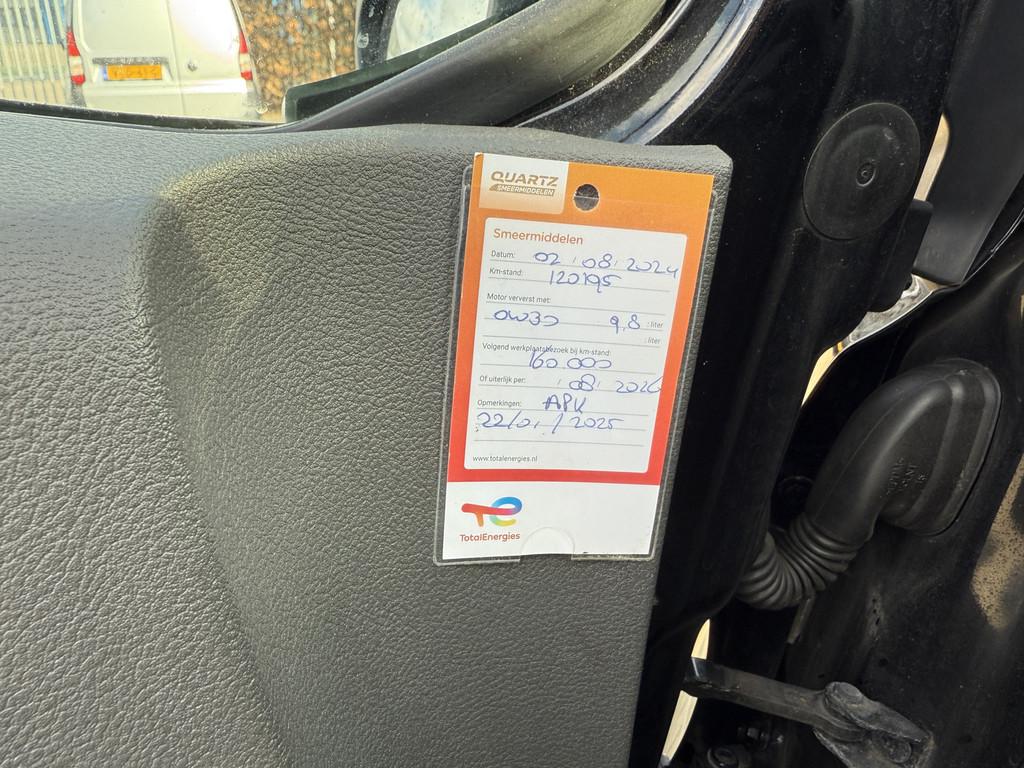 QUARTZ
SMEERMIDDELEN
Smeermiddelen
Datum: 02 / 08 / 2024
Km-stand: 120195
Motor ververst met:
0W30 9,8 : liter
: liter
Volgend werkplaatsbezoek bij km-stand:
160.000
Of uiterlijk per: / 08 / 2026
Opmerkingen: APK
22/01/2025
www.totalenergies.nl
TotalEnergies